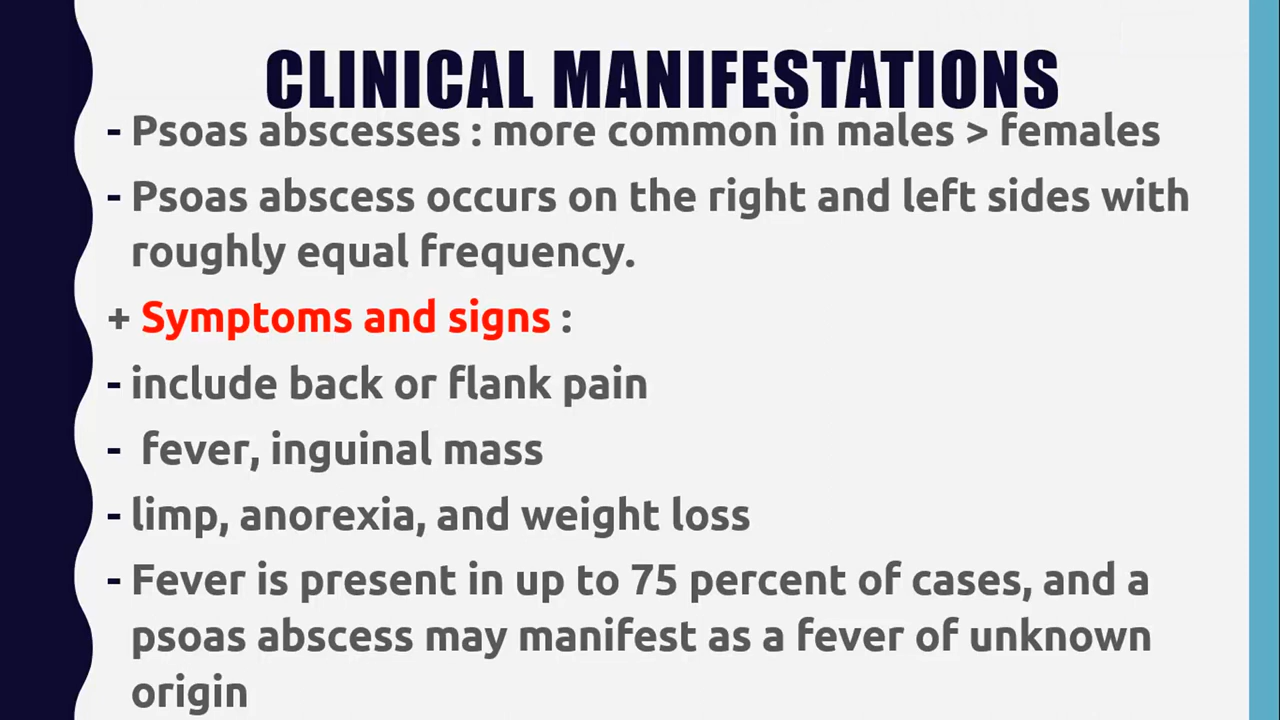 CLINICAL MANIFESTATIONS
- Psoas abscesses : more common in males > females
- Psoas abscess occurs on the right and left sides with
roughly equal frequency.
+ Symptoms and signs :
- include back or flank pain
- fever, inguinal mass
- limp, anorexia, and weight loss
- Fever is present in up to 75 percent of cases, and a
psoas abscess may manifest as a fever of unknown
origin